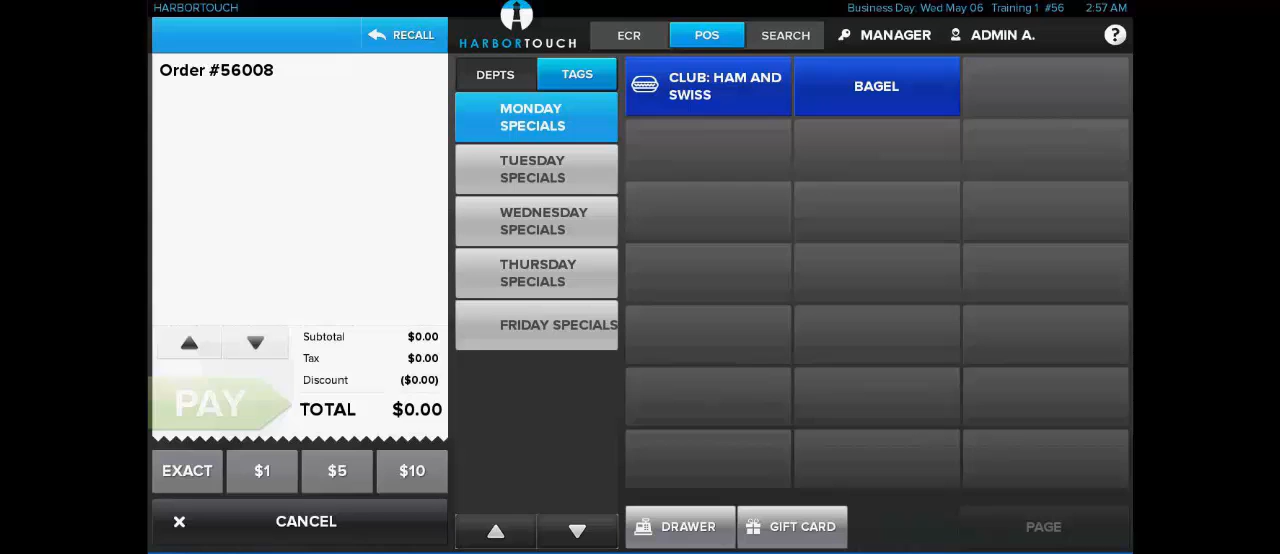 HARBORTOUCH
Business Day: Wed May 06 Training 1 #56 2:57 AM
RECALL
HARBORTOUCH
ECR
POS
SEARCH
MANAGER
ADMIN A.
?
Order #56008
DEPTS
TAGS
MONDAY
SPECIALS
TUESDAY
SPECIALS
WEDNESDAY
SPECIALS
THURSDAY
SPECIALS
FRIDAY SPECIALS
CLUB: HAM AND
SWISS
BAGEL
Subtotal $0.00
Tax $0.00
Discount ($0.00)
PAY
TOTAL $0.00
EXACT
$1
$5
$10
CANCEL
DRAWER
GIFT CARD
PAGE